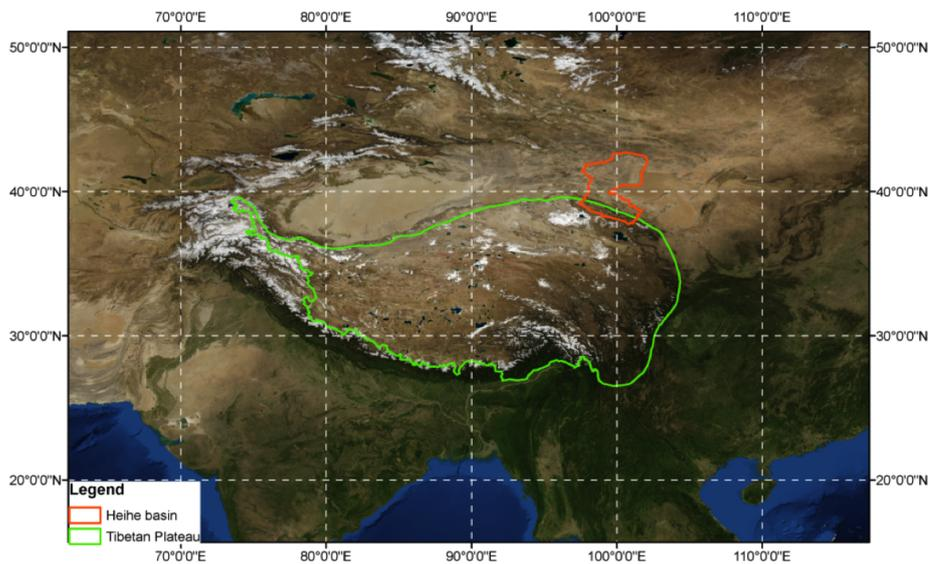 70°0'0"E 80°0'0"E 90°0'0"E 100°0'0"E 110°0'0"E
50°0'0"N 50°0'0"N
40°0'0"N 40°0'0"N
30°0'0"N 30°0'0"N
20°0'0"N 20°0'0"N
Legend
Heihe basin
Tibetan Plateau
70°0'0"E 80°0'0"E 90°0'0"E 100°0'0"E 110°0'0"E